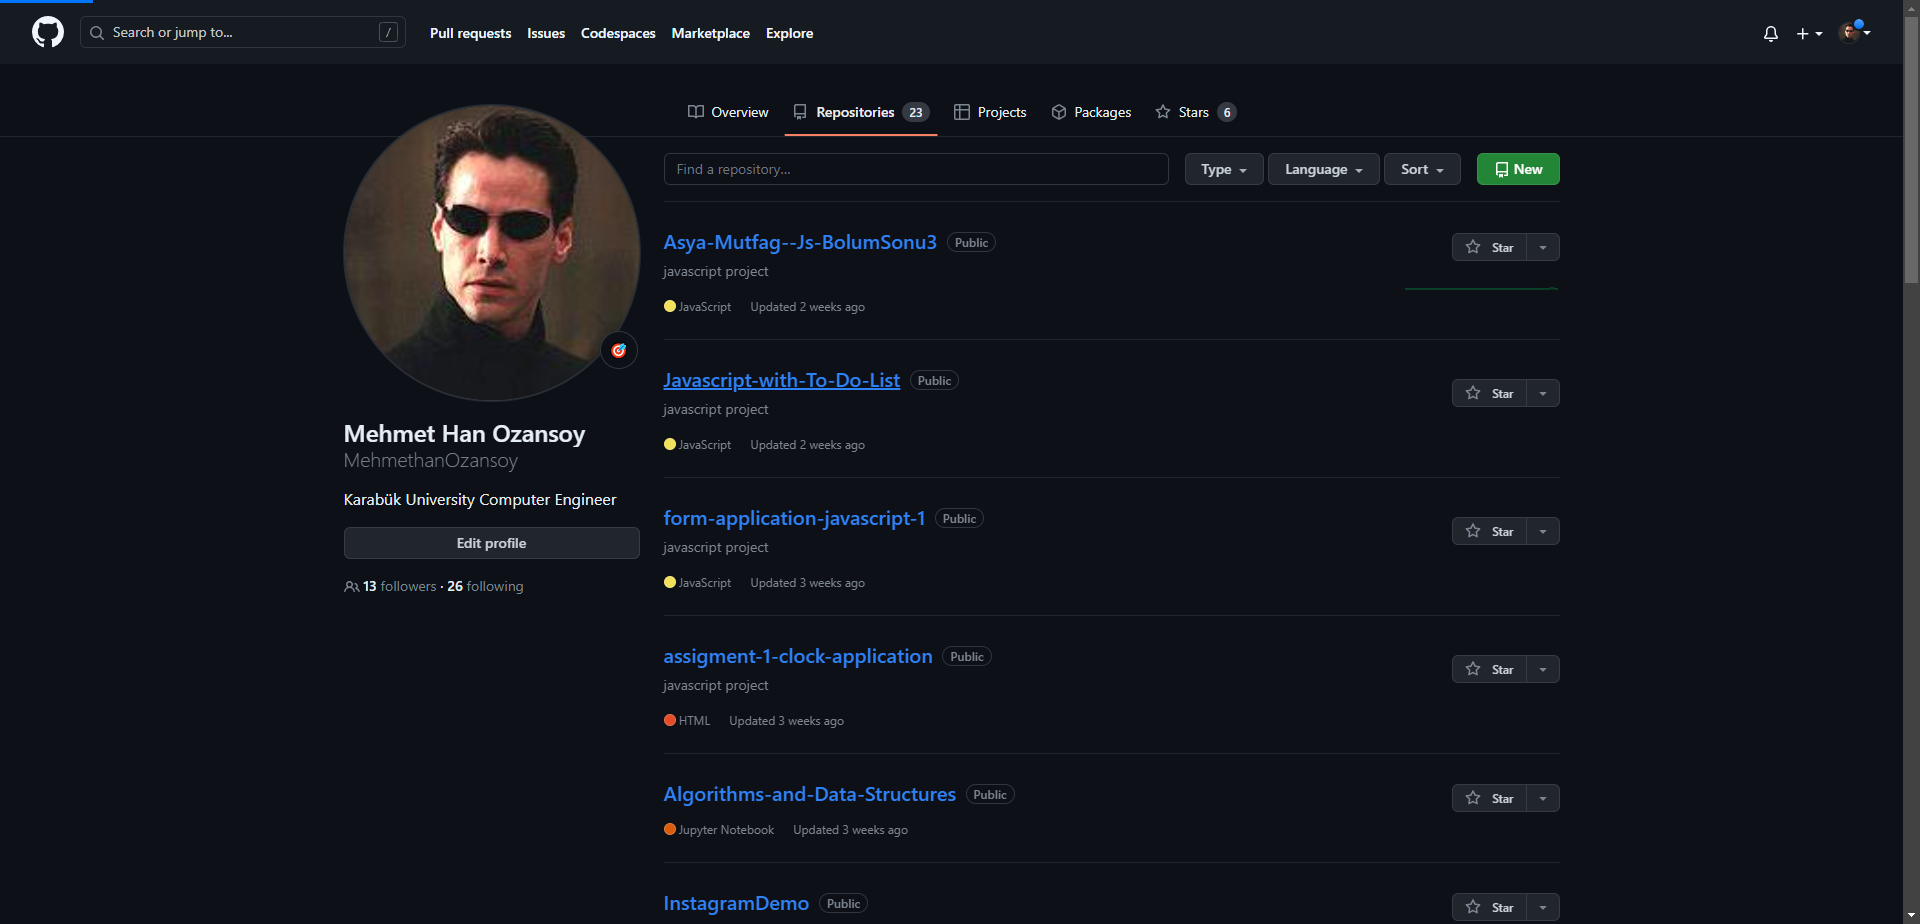 Search or jump to... /
Pull requests Issues Codespaces Marketplace Explore
Overview Repositories 23 Projects Packages Stars 6
Find a repository... Type Language Sort New
Asya-Mutfag--Js-BolumSonu3 Public Star
javascript project
JavaScript Updated 2 weeks ago
Javascript-with-To-Do-List Public Star
javascript project
JavaScript Updated 2 weeks ago
Mehmet Han Ozansoy
MehmethanOzansoy
Karabük University Computer Engineer
Edit profile
13 followers · 26 following
form-application-javascript-1 Public Star
javascript project
JavaScript Updated 3 weeks ago
assigment-1-clock-application Public Star
javascript project
HTML Updated 3 weeks ago
Algorithms-and-Data-Structures Public Star
Jupyter Notebook Updated 3 weeks ago
InstagramDemo Public Star